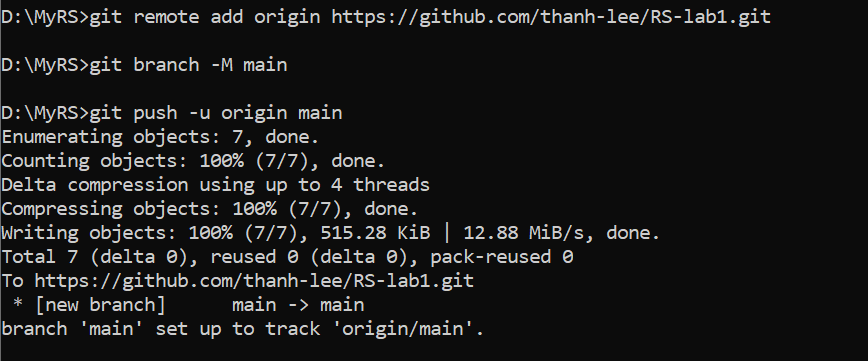 D:\MyRS>git remote add origin https://github.com/thanh-lee/RS-lab1.git
D:\MyRS>git branch -M main
D:\MyRS>git push -u origin main
Enumerating objects: 7, done.
Counting objects: 100% (7/7), done.
Delta compression using up to 4 threads
Compressing objects: 100% (7/7), done.
Writing objects: 100% (7/7), 515.28 KiB | 12.88 MiB/s, done.
Total 7 (delta 0), reused 0 (delta 0), pack-reused 0
To https://github.com/thanh-lee/RS-lab1.git
 * [new branch]      main -> main
branch 'main' set up to track 'origin/main'.